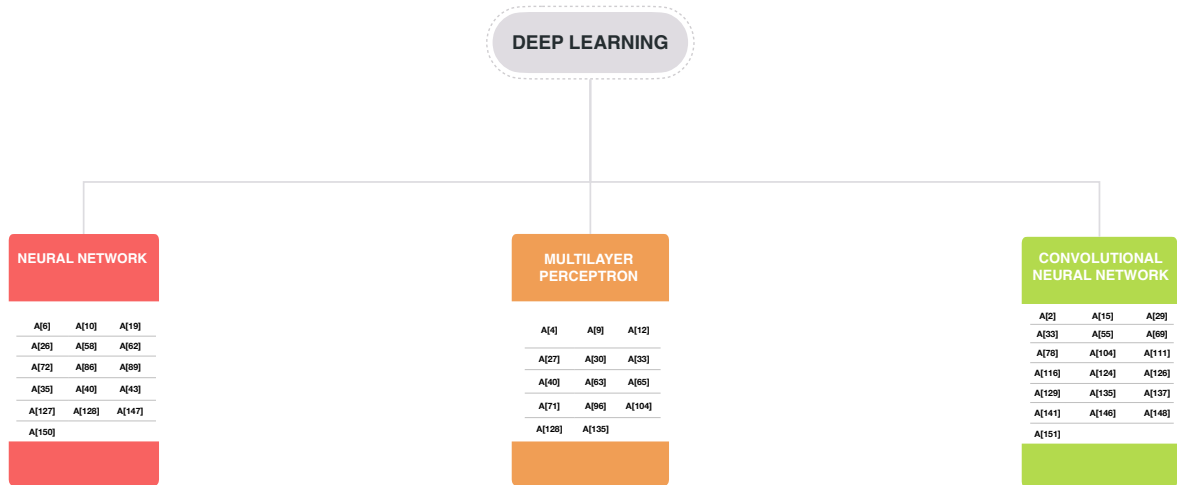 DEEP LEARNING
NEURAL NETWORK
A[6] A[10] A[19]
A[26] A[58] A[62]
A[72] A[86] A[89]
A[35] A[40] A[43]
A[127] A[128] A[147]
A[150]
MULTILAYER
PERCEPTRON
A[4] A[9] A[12]
A[27] A[30] A[33]
A[40] A[63] A[65]
A[71] A[96] A[104]
A[128] A[135]
CONVOLUTIONAL
NEURAL NETWORK
A[2] A[15] A[29]
A[33] A[55] A[69]
A[78] A[104] A[111]
A[116] A[124] A[126]
A[129] A[135] A[137]
A[141] A[146] A[148]
A[151]